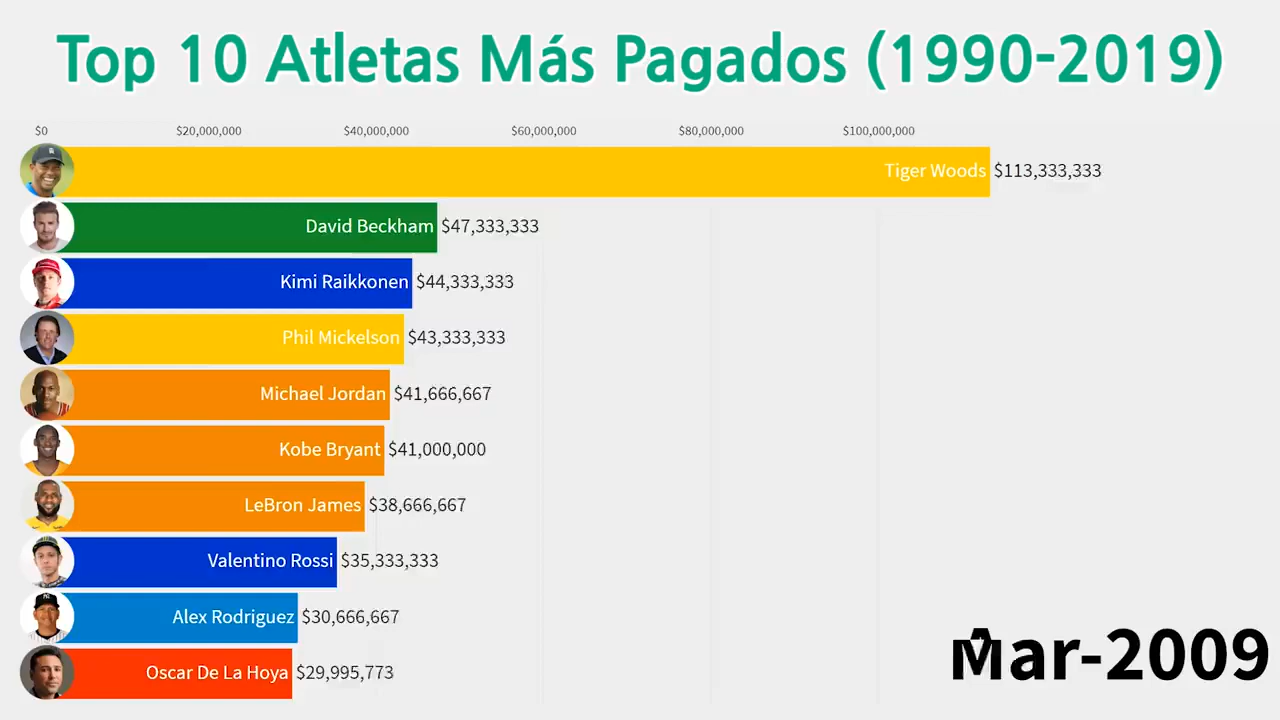 Top 10 Atletas Más Pagados (1990-2019)
$0 $20,000,000 $40,000,000 $60,000,000 $80,000,000 $100,000,000
Tiger Woods $113,333,333
David Beckham $47,333,333
Kimi Raikkonen $44,333,333
Phil Mickelson $43,333,333
Michael Jordan $41,666,667
Kobe Bryant $41,000,000
LeBron James $38,666,667
Valentino Rossi $35,333,333
Alex Rodriguez $30,666,667
Oscar De La Hoya $29,995,773
Mar-2009